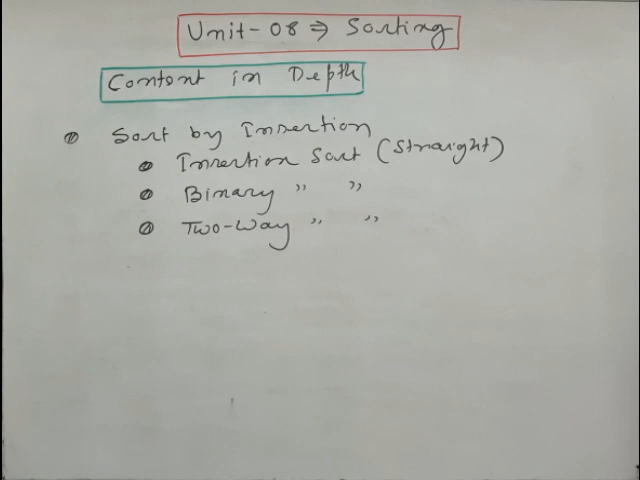 Unit-08 ⇒ Sorting
Content in Depth
Sort by Insertion
Insertion Sort (Straight)
Binary " "
Two-Way " "